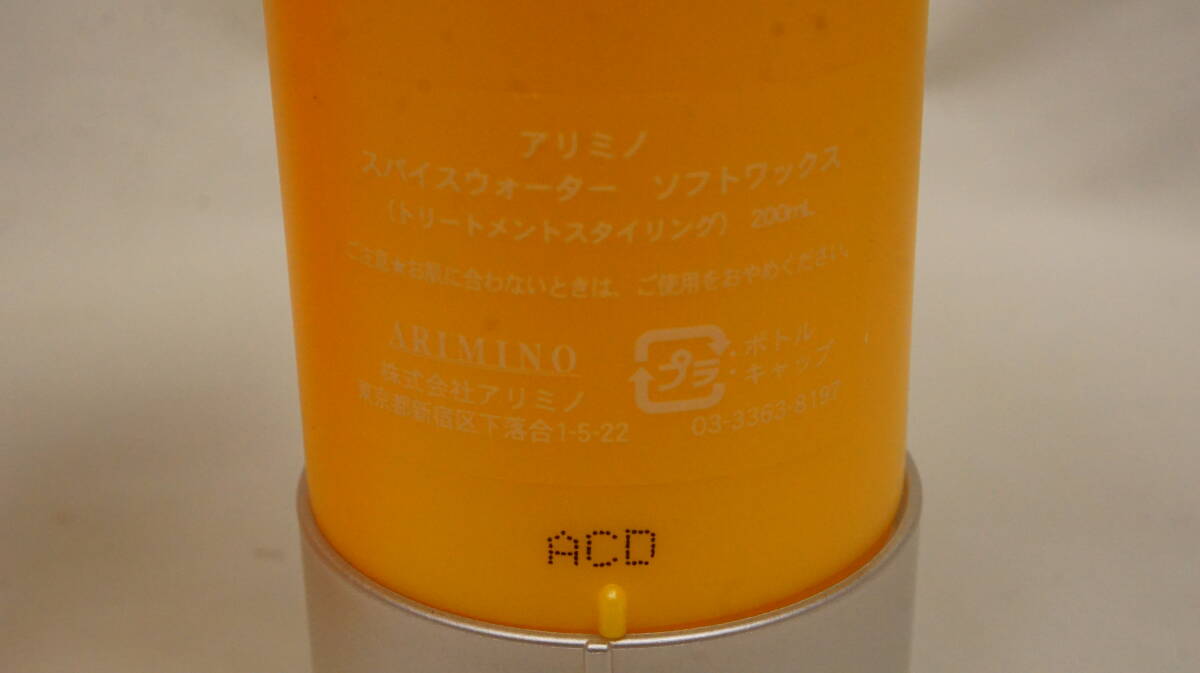 アリミノ
スパイスウォーター ソフトワックス
(トリートメントスタイリング) 200mL
ご注意★お肌に合わないときは、ご使用をおやめください。
ARIMINO
株式会社アリミノ
東京都新宿区下落合1-5-22
プラ
・ボトル
・キャップ
03-3363-8197
ACD